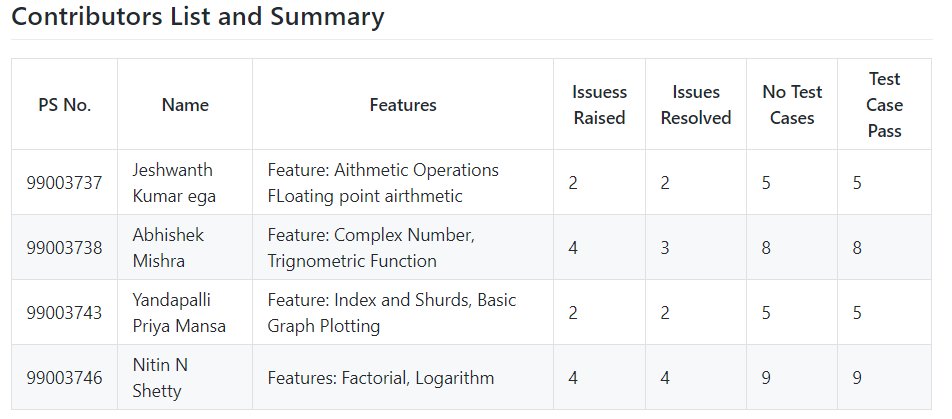 Contributors List and Summary
PS No. Name Features Issuess Raised Issues Resolved No Test Cases Test Case Pass
99003737 Jeshwanth Kumar ega Feature: Aithmetic Operations FLoating point airthmetic 2 2 5 5
99003738 Abhishek Mishra Feature: Complex Number, Trignometric Function 4 3 8 8
99003743 Yandapalli Priya Mansa Feature: Index and Shurds, Basic Graph Plotting 2 2 5 5
99003746 Nitin N Shetty Features: Factorial, Logarithm 4 4 9 9